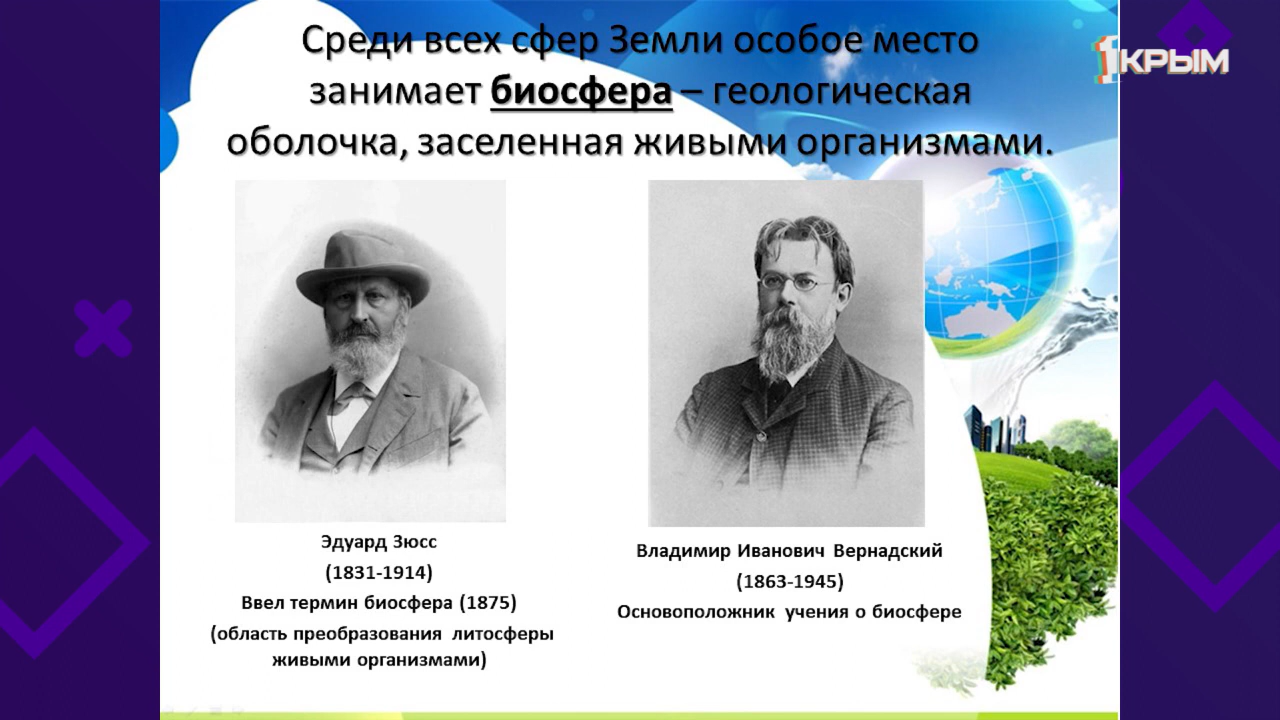 Среди всех сфер Земли особое место
занимает биосфера – геологическая
оболочка, заселенная живыми организмами.
1КРЫМ
Эдуард Зюсс
(1831-1914)
Ввел термин биосфера (1875)
(область преобразования литосферы
живыми организмами)
Владимир Иванович Вернадский
(1863-1945)
Основоположник учения о биосфере